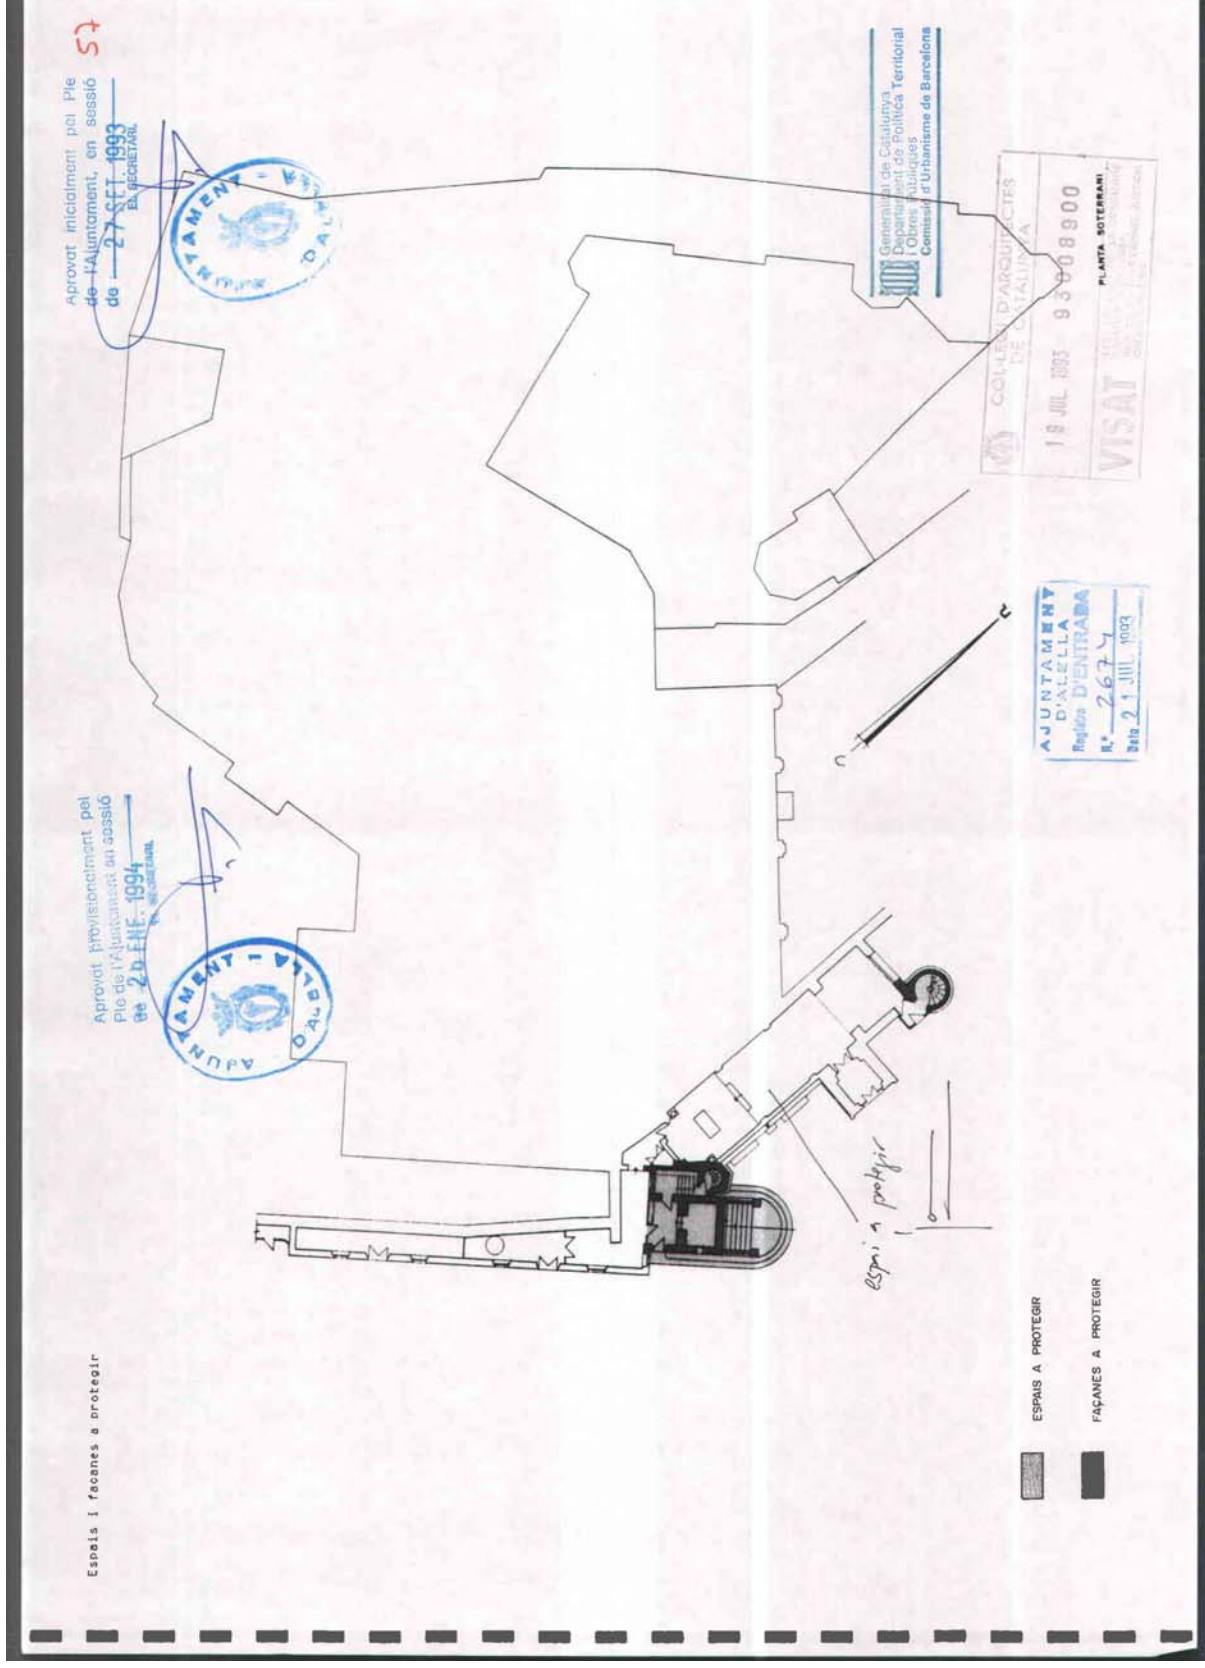 Espais i façanes a protegir
Aprovat provisionalment pel
Ple de l'Ajuntament en sessió
de 20 ENE. 1994
EL SECRETARI,
AJUNTAMENT - D'ALELLA
57
Aprovat inicialment pel Ple
de l'Ajuntament, en sessió
de 27 SET. 1993
EL SECRETARI,
AJUNTAMENT - D'ALELLA
Generalitat de Catalunya
Departament de Política Territorial
i Obres Públiques
Comissió d'Urbanisme de Barcelona
COL·LEGI D'ARQUITECTES
DE CATALUNYA
19 JUL 1993 93008900
VISAT
PLANTA SOTERRANI
AJUNTAMENT
D'ALELLA
Registre D'ENTRADA
N.º 2674
Data 21 JUL 1993
espai a protegir
ESPAIS A PROTEGIR
FAÇANES A PROTEGIR